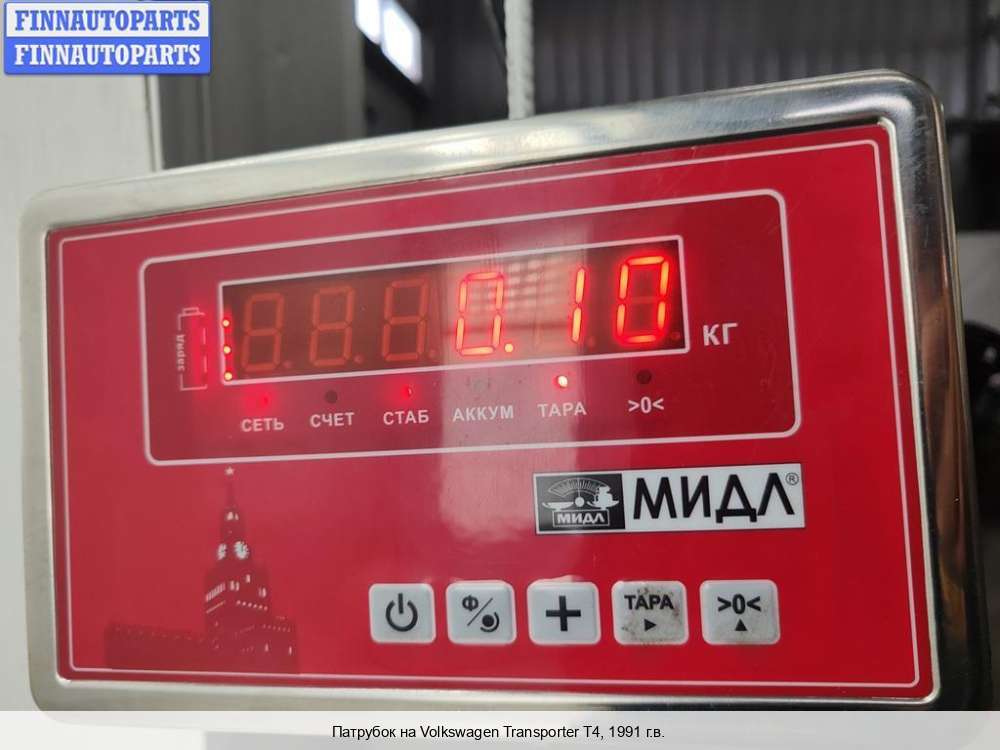 FINNAUTOPARTS
FINNAUTOPARTS
0.10
КГ
заряд
СЕТЬ СЧЕТ СТАБ АККУМ ТАРА >0<
МИДЛ
МИДЛ®
Ф/
+
ТАРА
>0<
Патрубок на Volkswagen Transporter T4, 1991 г.в.